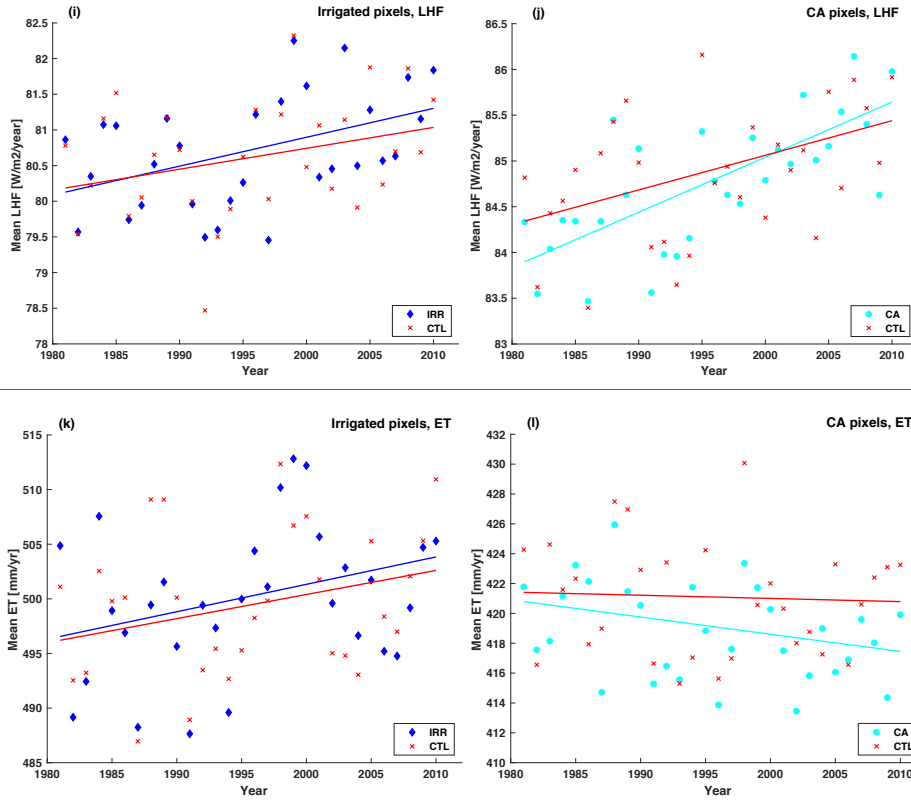 (i) Irrigated pixels, LHF
82.5
82
81.5
81
80.5
80
79.5
79
78.5
78
Mean LHF [W/m2/year]
IRR
CTL
1980 1985 1990 1995 2000 2005 2010
Year
(j) CA pixels, LHF
86.5
86
85.5
85
84.5
84
83.5
83
Mean LHF [W/m2/year]
CA
CTL
1980 1985 1990 1995 2000 2005 2010
Year
(k) Irrigated pixels, ET
515
510
505
500
495
490
485
Mean ET [mm/yr]
IRR
CTL
1980 1985 1990 1995 2000 2005 2010
Year
(l) CA pixels, ET
432
430
428
426
424
422
420
418
416
414
412
410
Mean ET [mm/yr]
CA
CTL
1980 1985 1990 1995 2000 2005 2010
Year